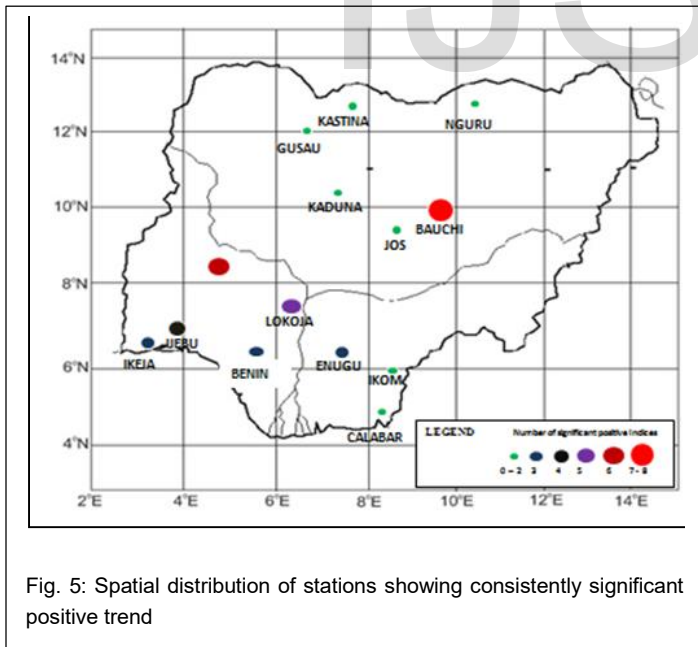 14°N
KASTINA
NGURU
12°N
GUSAU
10°N
KADUNA
BAUCHI
JOS
8°N
LOKOJA
IJEBU
IKEJA
ENUGU
6°N
BENIN
IKOM
LEGEND
Number of significant positive Indices
CALABAR
4°N
0 - 2 3 4 5 6 7 - 8
2°E 4°E 6°E 8°E 10°E 12°E 14°E
Fig. 5: Spatial distribution of stations showing consistently significant
positive trend